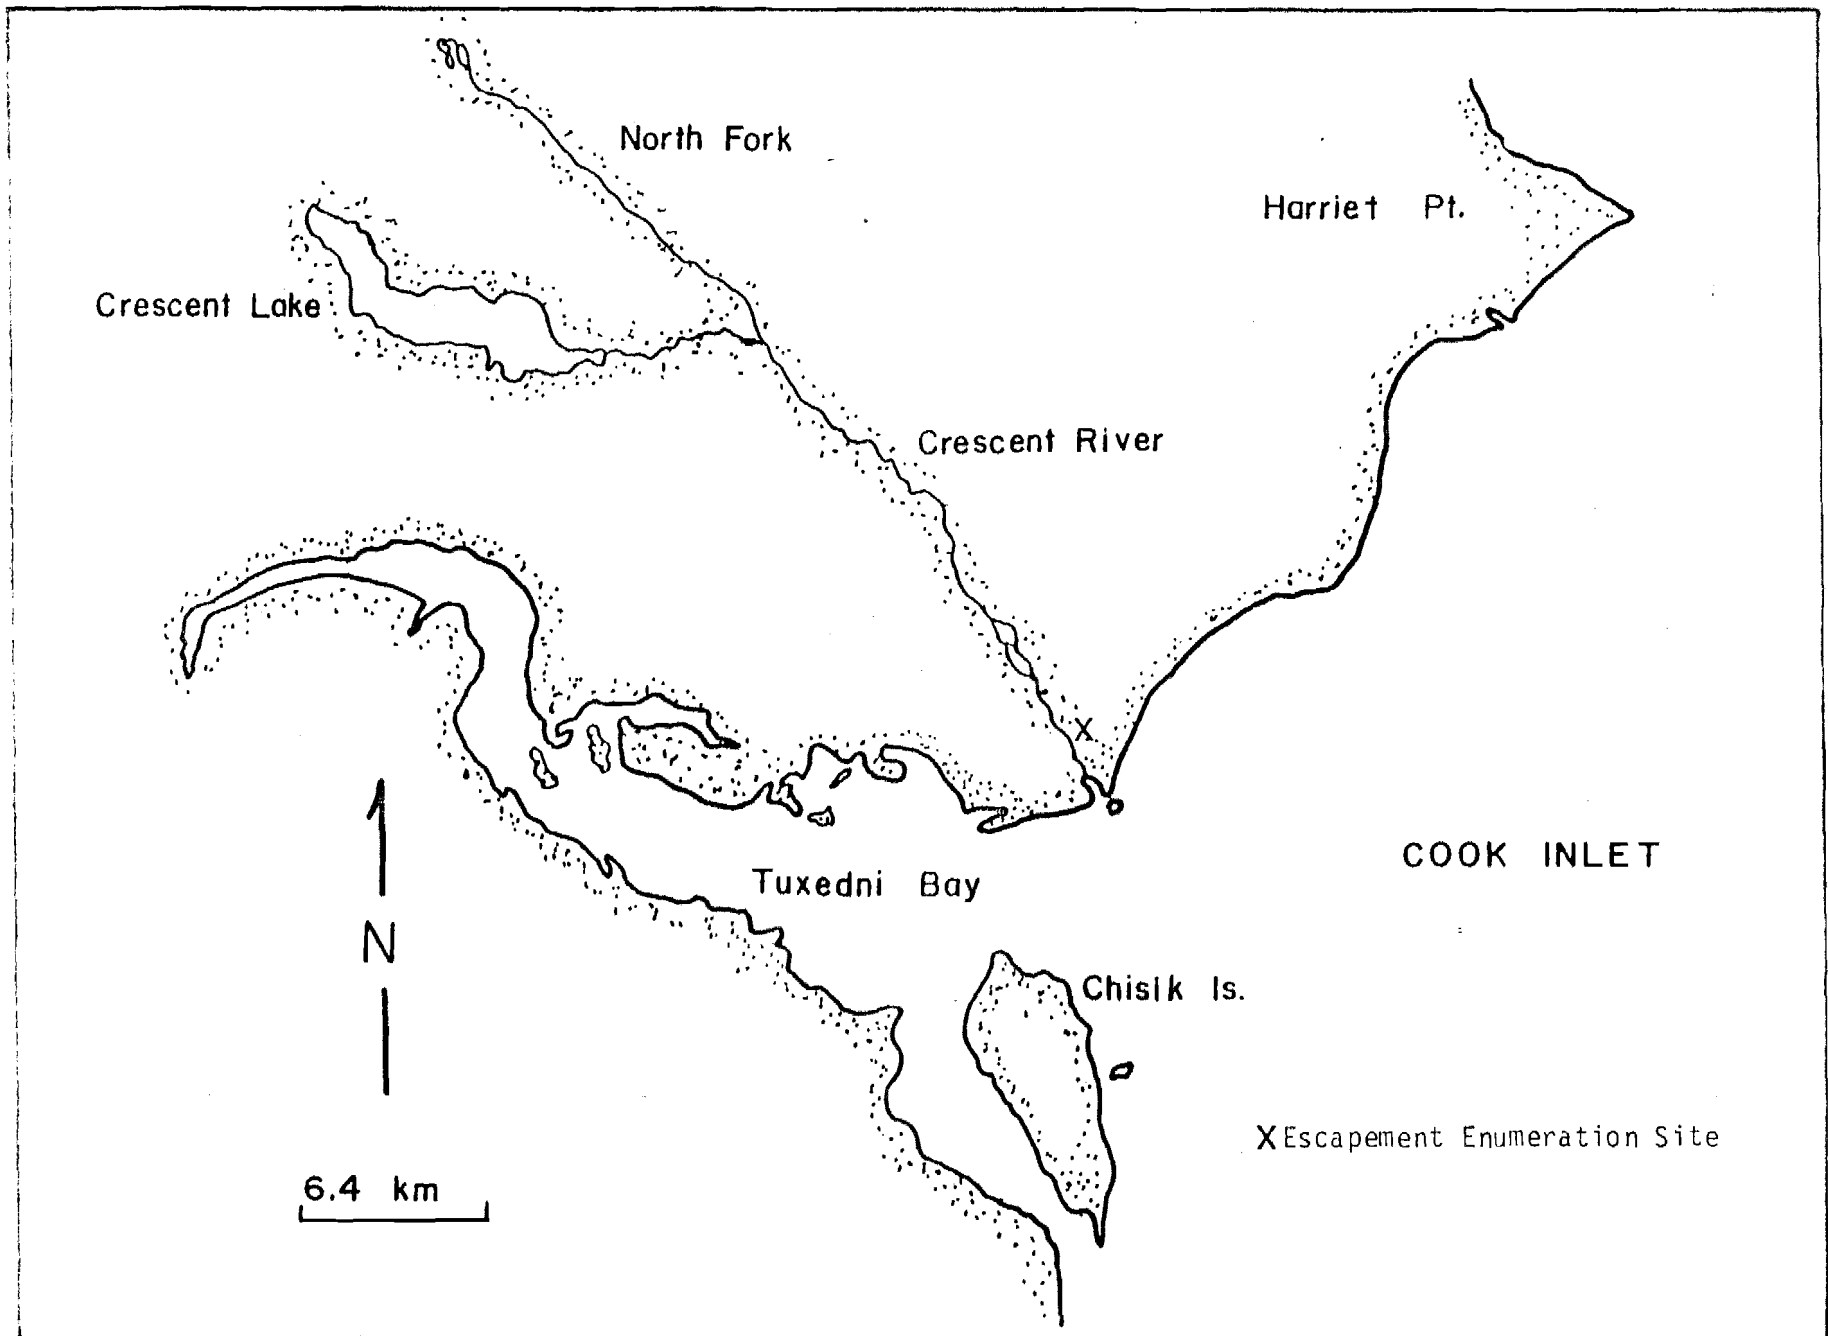 North Fork
Harriet Pt.
Crescent Lake
Crescent River
COOK INLET
Tuxedni Bay
N
Chisik Is.
X
X Escapement Enumeration Site
6.4 km